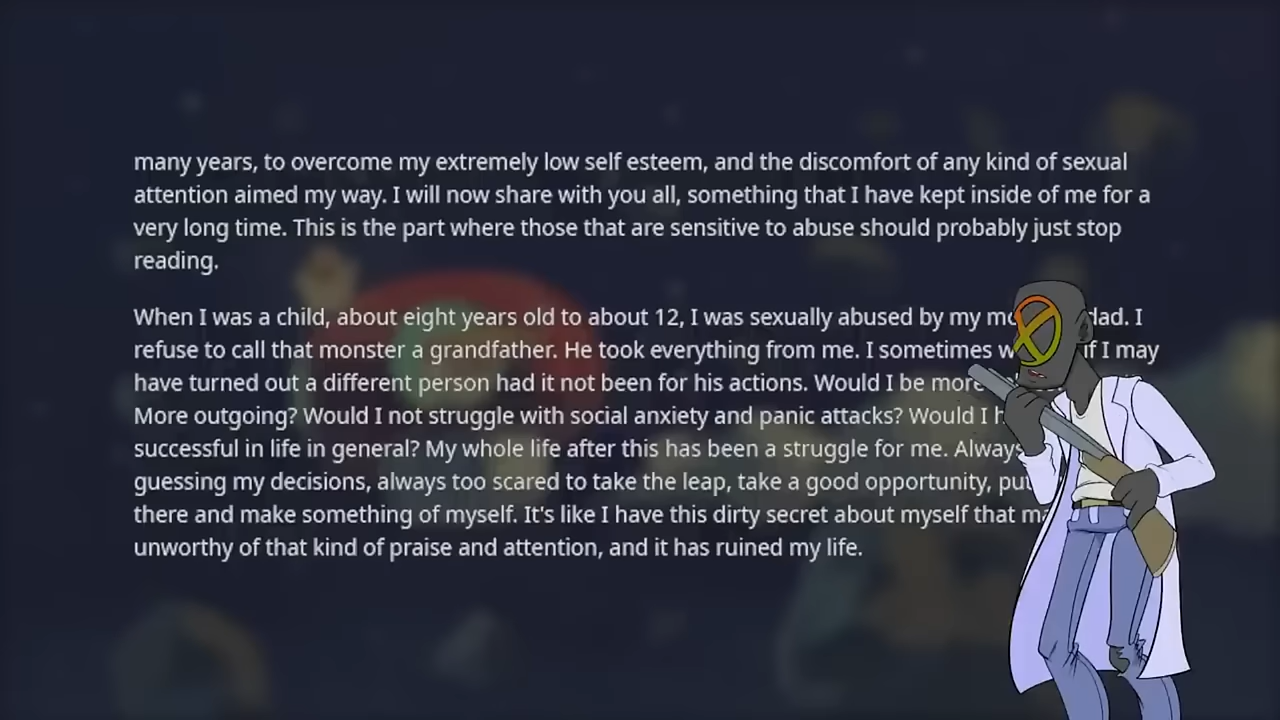 many years, to overcome my extremely low self esteem, and the discomfort of any kind of sexual
attention aimed my way. I will now share with you all, something that I have kept inside of me for a
very long time. This is the part where those that are sensitive to abuse should probably just stop
reading.
When I was a child, about eight years old to about 12, I was sexually abused by my dad. I
refuse to call that monster a grandfather. He took everything from me. I sometimes if I may
have turned out a different person had it not been for his actions. Would I be more
More outgoing? Would I not struggle with social anxiety and panic attacks? Would I
successful in life in general? My whole life after this has been a struggle for me. Always
guessing my decisions, always too scared to take the leap, take a good opportunity,
there and make something of myself. It's like I have this dirty secret about myself that
unworthy of that kind of praise and attention, and it has ruined my life.